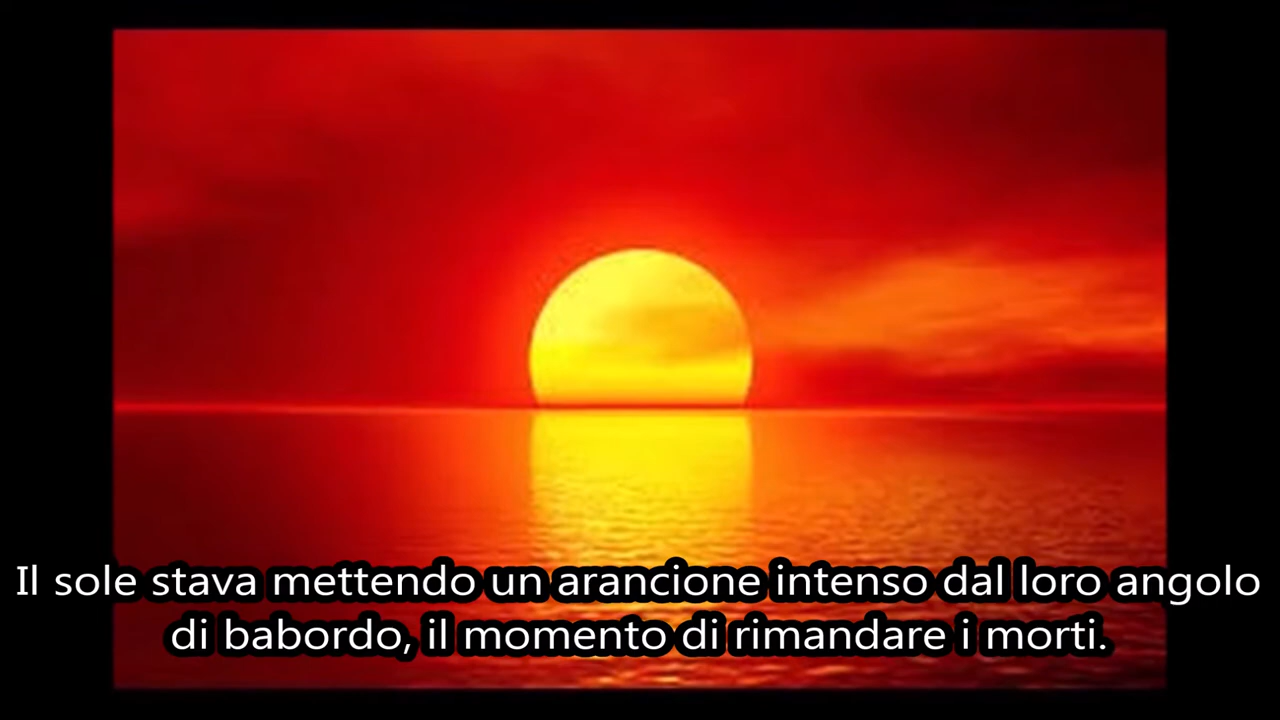 Il sole stava mettendo un arancione intenso dal loro angolo
di babordo, il momento di rimandare i morti.